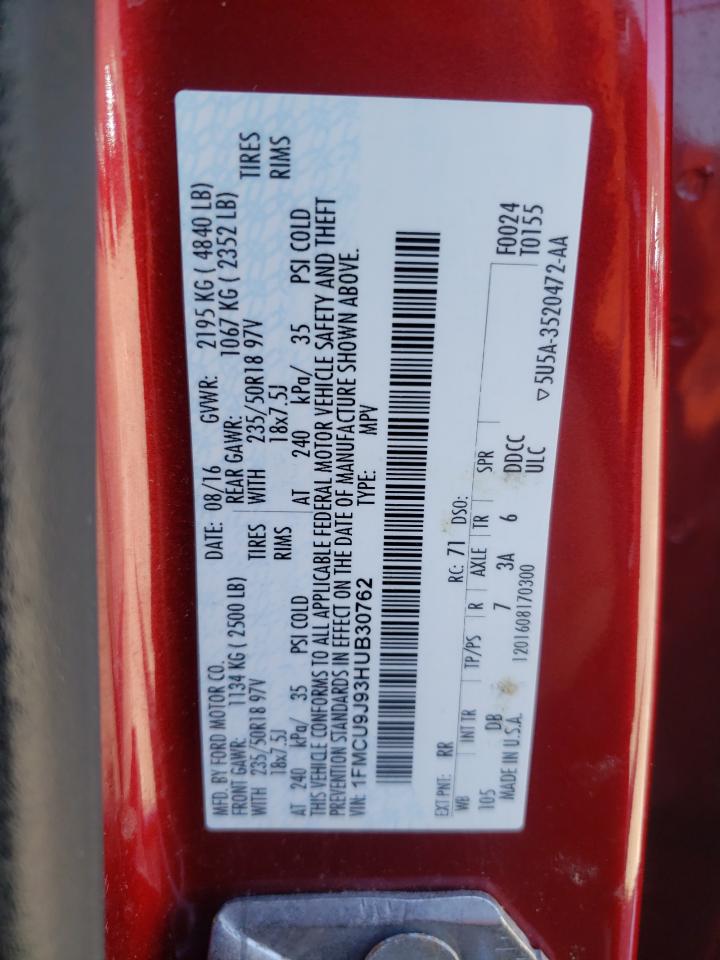 MFD. BY FORD MOTOR CO. DATE: 08/16 GVWR: 2195 KG ( 4840 LB)
FRONT GAWR: 1134 KG ( 2500 LB) REAR GAWR: 1067 KG ( 2352 LB)
WITH 235/50R18 97V TIRES WITH 235/50R18 97V TIRES
18x7.5J RIMS 18x7.5J RIMS
AT 240 kPa/ 35 PSI COLD AT 240 kPa/ 35 PSI COLD
THIS VEHICLE CONFORMS TO ALL APPLICABLE FEDERAL MOTOR VEHICLE SAFETY AND THEFT
PREVENTION STANDARDS IN EFFECT ON THE DATE OF MANUFACTURE SHOWN ABOVE.
VIN: 1FMCU9J93HUB30762 TYPE: MPV
EXT PNT: RR RC: 71 DSO:
WB INT TR TP/PS R AXLE TR SPR F0024
105 DB 7 3A 6 DDCC T0155
MADE IN U.S.A. 1201608170300 ULC
▽5U5A-3520472-AA